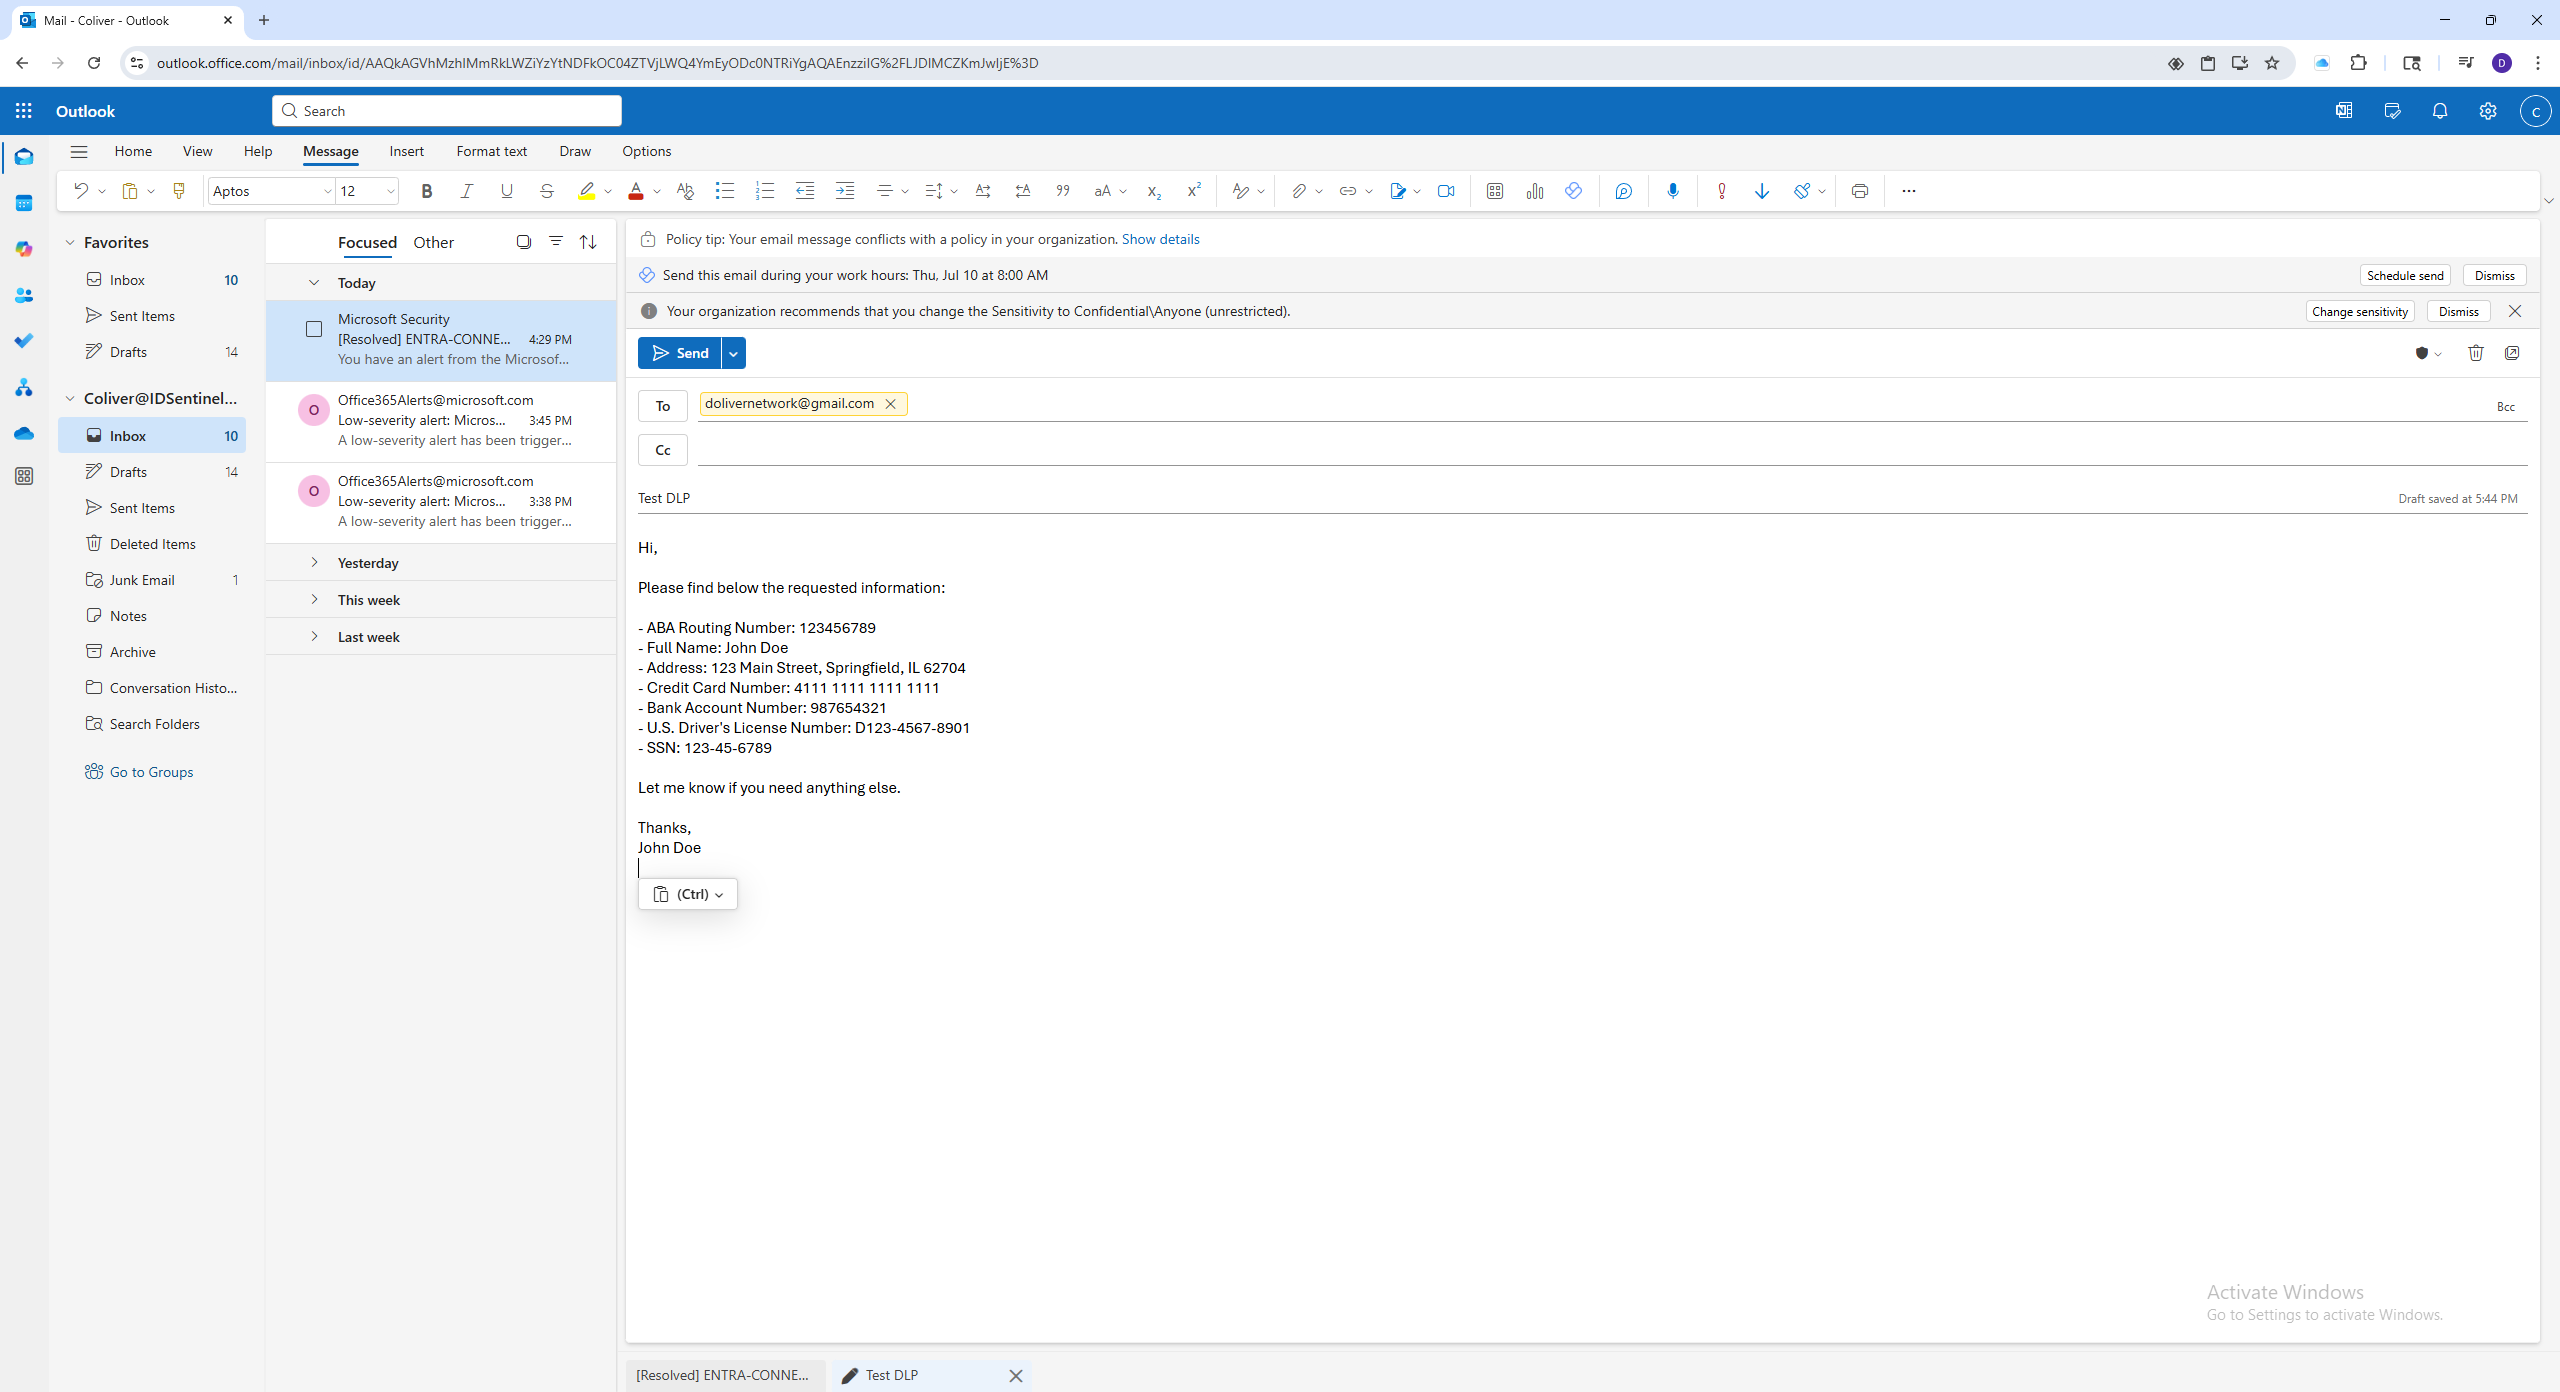 Mail - Coliver - Outlook
outlook.office.com/mail/inbox/id/AAQkAGVhMzhlMmRkLWZiYzYtNDFkOC04ZTVjLWQ4YmEyODc0NTRiYgAQAEnzziIG%2FLJDIMCZKmJwIjE%3D
D
Outlook
Search
C
Home View Help Message Insert Format text Draw Options
Aptos 12
Favorites
Inbox 10
Sent Items
Drafts 14
Coliver@IDSentinel...
Inbox 10
Drafts 14
Sent Items
Deleted Items
Junk Email 1
Notes
Archive
Conversation Histo...
Search Folders
Go to Groups
Focused Other
Today
Microsoft Security
[Resolved] ENTRA-CONNE... 4:29 PM
You have an alert from the Microsof...
O
Office365Alerts@microsoft.com
Low-severity alert: Micros... 3:45 PM
A low-severity alert has been trigger...
O
Office365Alerts@microsoft.com
Low-severity alert: Micros... 3:38 PM
A low-severity alert has been trigger...
Yesterday
This week
Last week
Policy tip: Your email message conflicts with a policy in your organization. Show details
Send this email during your work hours: Thu, Jul 10 at 8:00 AM Schedule send Dismiss
Your organization recommends that you change the Sensitivity to Confidential\Anyone (unrestricted). Change sensitivity Dismiss
Send
To dolivernetwork@gmail.com Bcc
Cc
Test DLP Draft saved at 5:44 PM
Hi,
Please find below the requested information:
- ABA Routing Number: 123456789
- Full Name: John Doe
- Address: 123 Main Street, Springfield, IL 62704
- Credit Card Number: 4111 1111 1111 1111
- Bank Account Number: 987654321
- U.S. Driver's License Number: D123-4567-8901
- SSN: 123-45-6789
Let me know if you need anything else.
Thanks,
John Doe
(Ctrl)
Activate Windows
Go to Settings to activate Windows.
[Resolved] ENTRA-CONNE... Test DLP